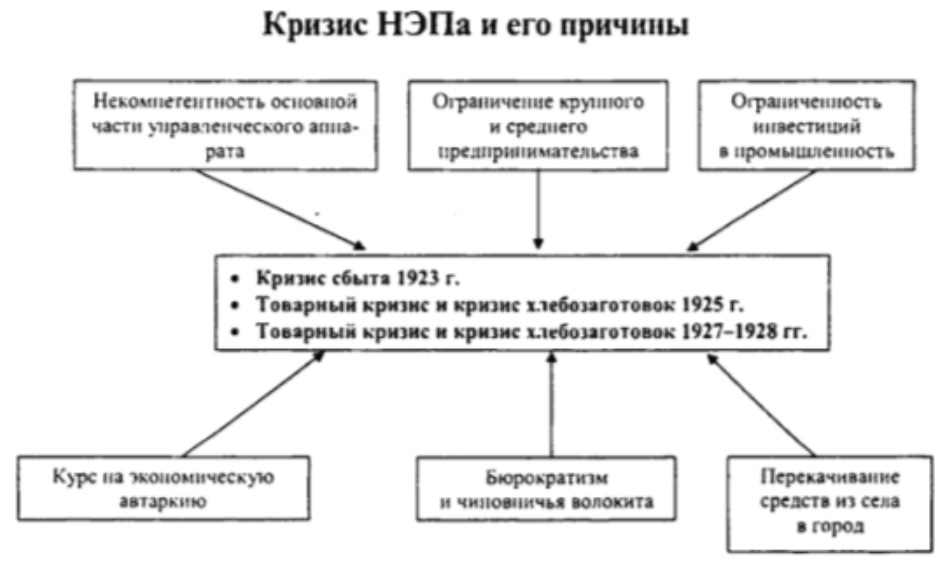 Кризис НЭПа и его причины
Некомпетентность основной
части управленческого аппа-
рата
Ограничение крупного
и среднего
предпринимательства
Ограниченность
инвестиций
в промышленность
• Кризис сбыта 1923 г.
• Товарный кризис и кризис хлебозаготовок 1925 г.
• Товарный кризис и кризис хлебозаготовок 1927–1928 гг.
Курс на экономическую
автаркию
Бюрократизм
и чиновничья волокита
Перекачивание
средств из села
в город